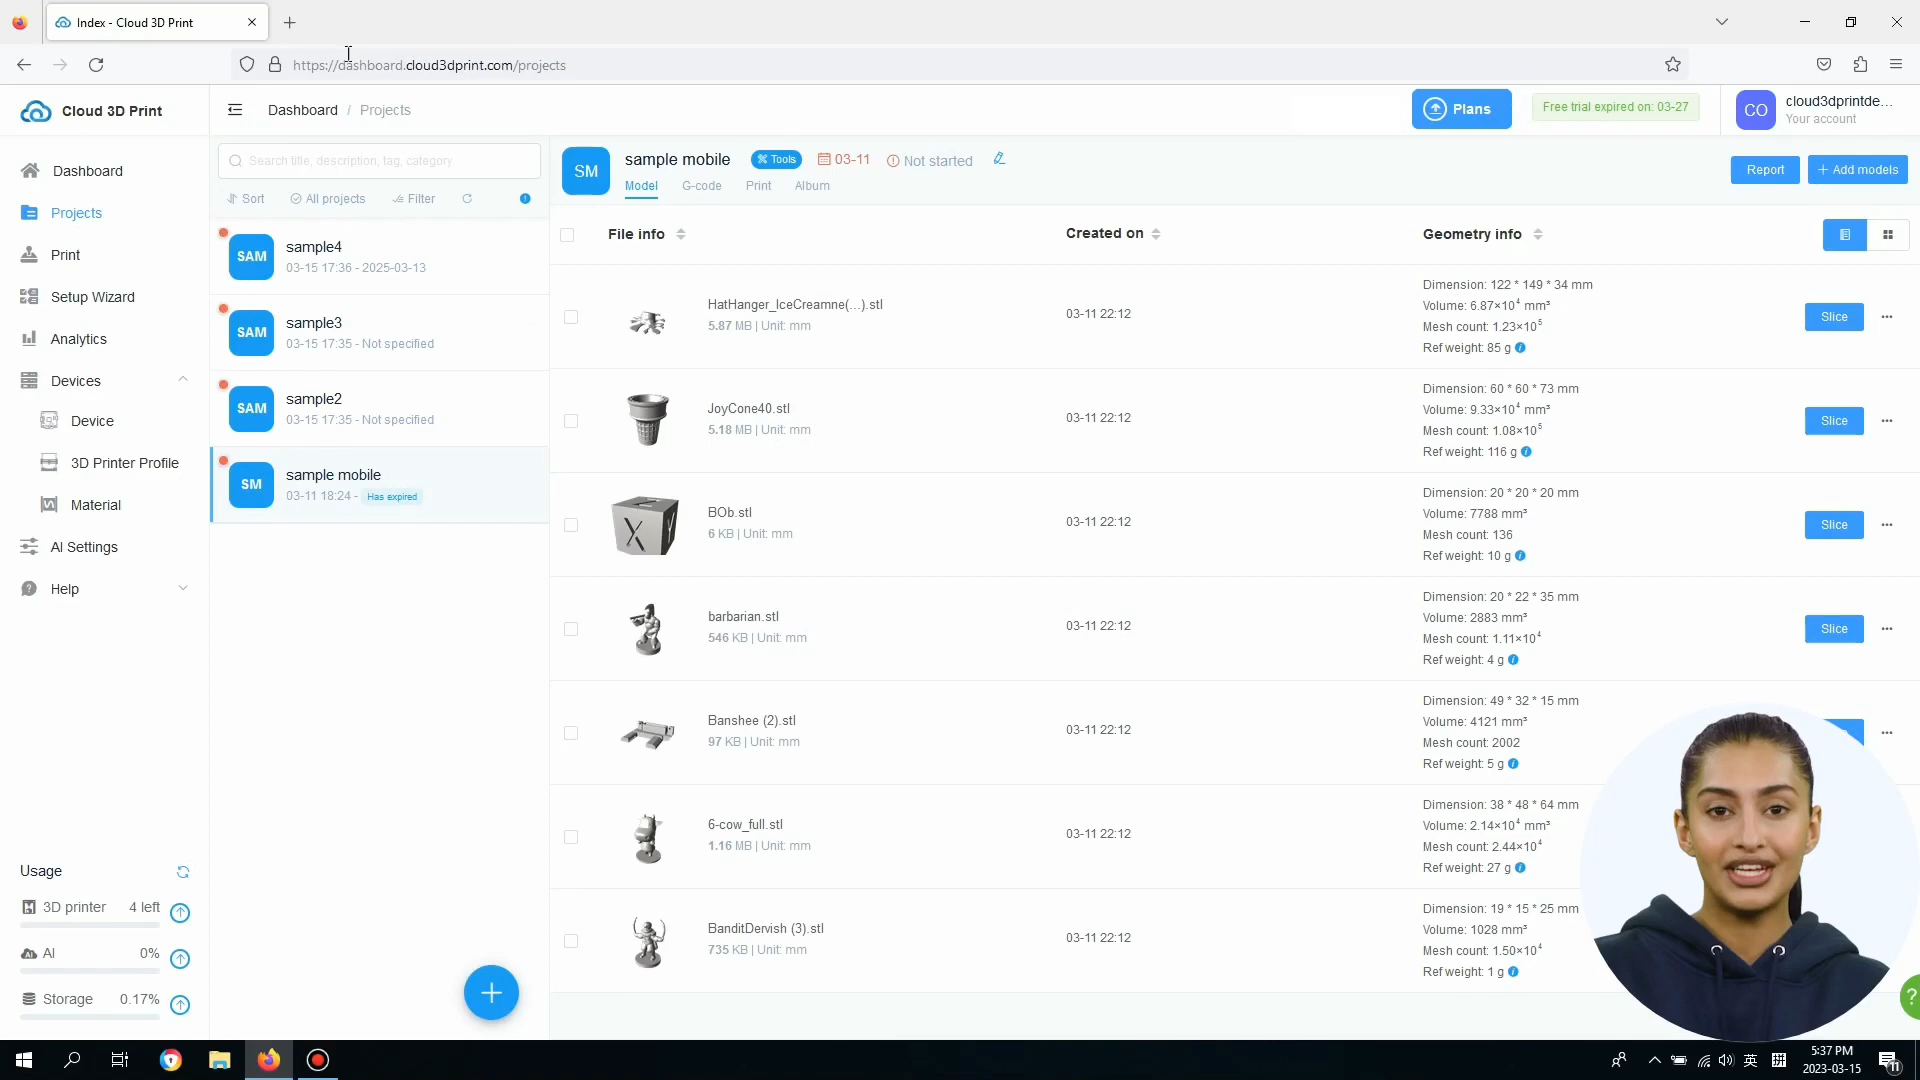 Index - Cloud 3D Print
https://dashboard.cloud3dprint.com/projects
Cloud 3D Print
Dashboard / Projects
Plans
Free trial expired on: 03-27
CO
cloud3dprintde...
Your account
Dashboard
Projects
Print
Setup Wizard
Analytics
Devices
Device
3D Printer Profile
Material
AI Settings
Help
Usage
3D printer 4 left
AI 0%
Storage 0.17%
Search title, description, tag, category
Sort All projects Filter
SAM
sample4
03-15 17:36 - 2025-03-13
SAM
sample3
03-15 17:35 - Not specified
SAM
sample2
03-15 17:35 - Not specified
SM
sample mobile
03-11 18:24 - Has expired
SM
sample mobile Tools 03-11 Not started
Model G-code Print Album
Report + Add models
File info Created on Geometry info
HatHanger_IceCreamne(...).stl
5.87 MB | Unit: mm
03-11 22:12
Dimension: 122 * 149 * 34 mm
Volume: 6.87×10⁴ mm³
Mesh count: 1.23×10⁵
Ref weight: 85 g
Slice
JoyCone40.stl
5.18 MB | Unit: mm
03-11 22:12
Dimension: 60 * 60 * 73 mm
Volume: 9.33×10⁴ mm³
Mesh count: 1.08×10⁵
Ref weight: 116 g
Slice
X Y
BOb.stl
6 KB | Unit: mm
03-11 22:12
Dimension: 20 * 20 * 20 mm
Volume: 7788 mm³
Mesh count: 136
Ref weight: 10 g
Slice
barbarian.stl
546 KB | Unit: mm
03-11 22:12
Dimension: 20 * 22 * 35 mm
Volume: 2883 mm³
Mesh count: 1.11×10⁴
Ref weight: 4 g
Slice
Banshee (2).stl
97 KB | Unit: mm
03-11 22:12
Dimension: 49 * 32 * 15 mm
Volume: 4121 mm³
Mesh count: 2002
Ref weight: 5 g
6-cow_full.stl
1.16 MB | Unit: mm
03-11 22:12
Dimension: 38 * 48 * 64 mm
Volume: 2.14×10⁴ mm³
Mesh count: 2.44×10⁴
Ref weight: 27 g
BanditDervish (3).stl
735 KB | Unit: mm
03-11 22:12
Dimension: 19 * 15 * 25 mm
Volume: 1028 mm³
Mesh count: 1.50×10⁴
Ref weight: 1 g
?
英 拼
5:37 PM
2023-03-15
11